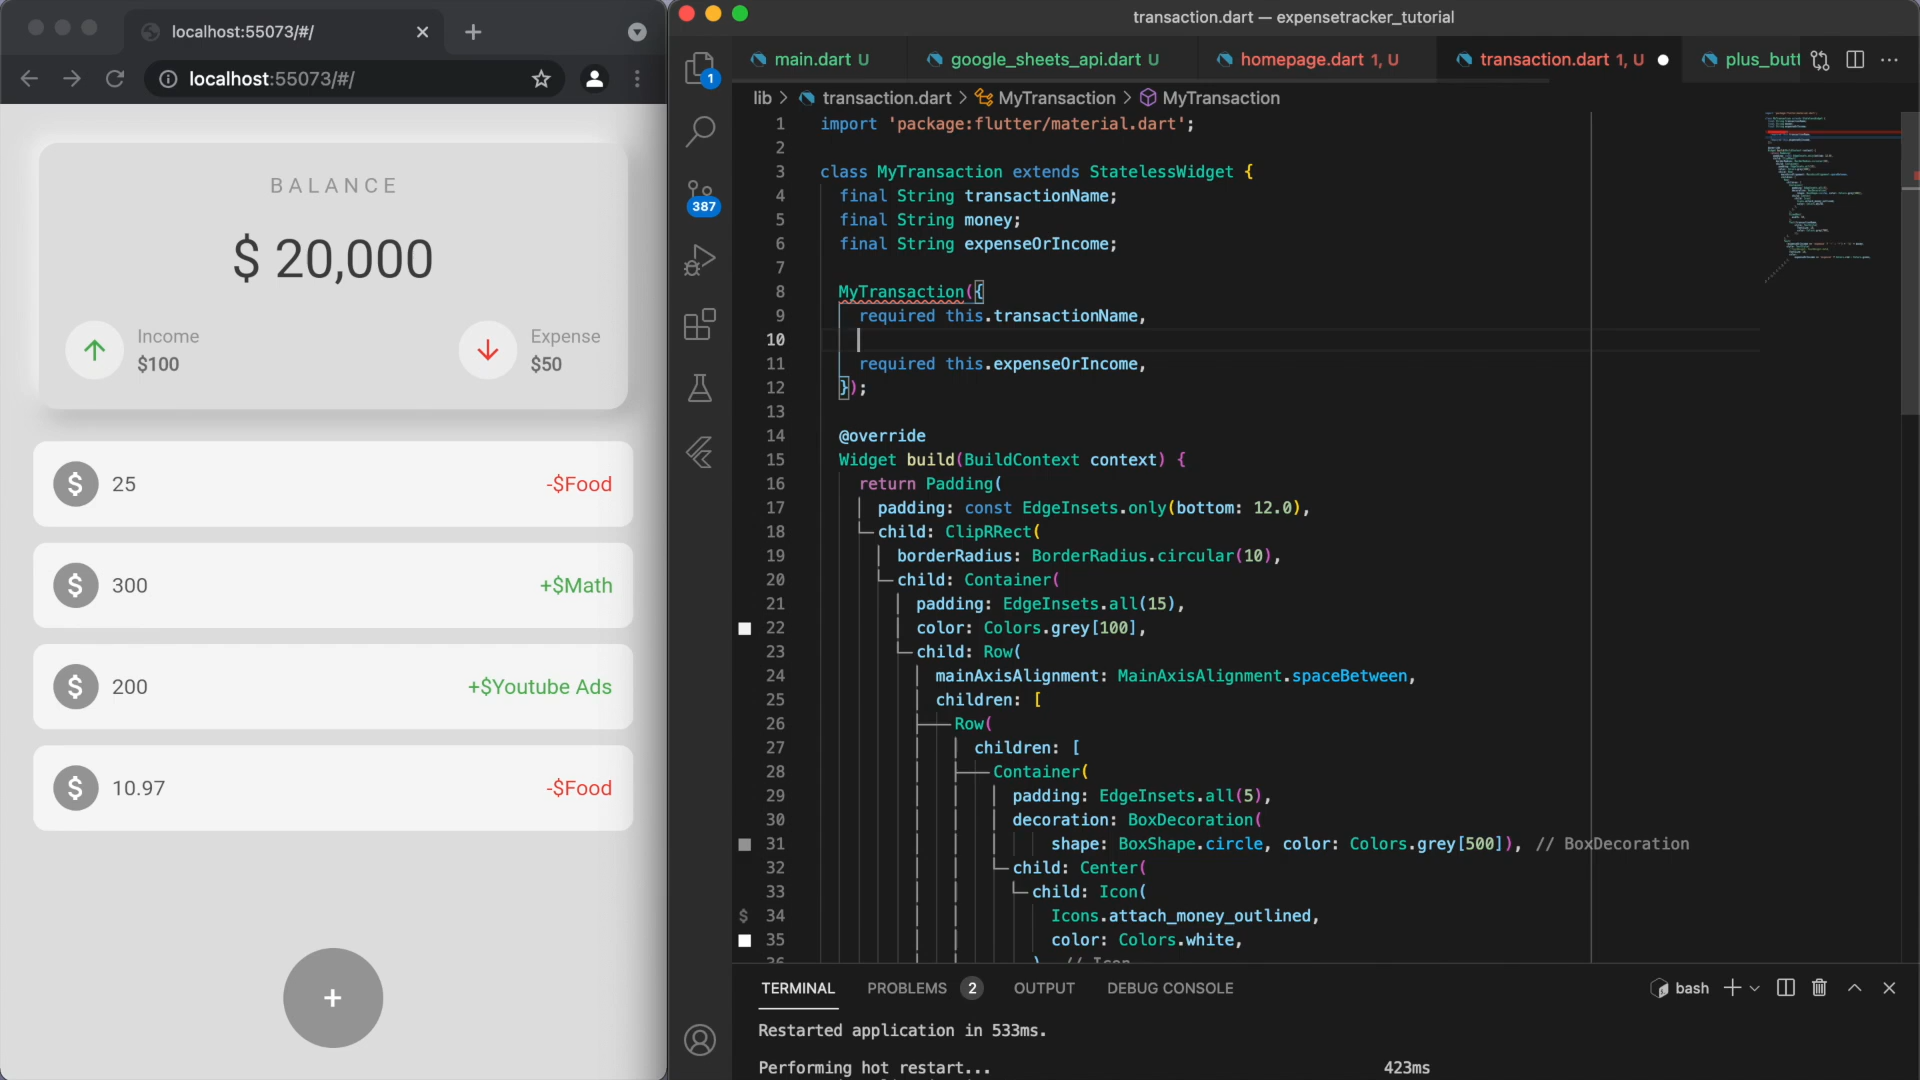 localhost:55073/#/
localhost:55073/#/
BALANCE
$ 20,000
Income
$100
Expense
$50
$ 25 -$Food
$ 300 +$Math
$ 200 +$Youtube Ads
$ 10.97 -$Food
+
transaction.dart — expensetracker_tutorial
1
387
main.dart U
google_sheets_api.dart U
homepage.dart 1, U
transaction.dart 1, U
plus_butt
lib > transaction.dart > MyTransaction > MyTransaction
1 import 'package:flutter/material.dart';
2
3 class MyTransaction extends StatelessWidget {
4 final String transactionName;
5 final String money;
6 final String expenseOrIncome;
7
8 MyTransaction({
9 required this.transactionName,
10
11 required this.expenseOrIncome,
12 });
13
14 @override
15 Widget build(BuildContext context) {
16 return Padding(
17 padding: const EdgeInsets.only(bottom: 12.0),
18 child: ClipRRect(
19 borderRadius: BorderRadius.circular(10),
20 child: Container(
21 padding: EdgeInsets.all(15),
22 color: Colors.grey[100],
23 child: Row(
24 mainAxisAlignment: MainAxisAlignment.spaceBetween,
25 children: [
26 Row(
27 children: [
28 Container(
29 padding: EdgeInsets.all(5),
30 decoration: BoxDecoration(
31 shape: BoxShape.circle, color: Colors.grey[500]), // BoxDecoration
32 child: Center(
33 child: Icon(
$ 34 Icons.attach_money_outlined,
35 color: Colors.white,
36 ) // Icon
TERMINAL PROBLEMS 2 OUTPUT DEBUG CONSOLE
bash
Restarted application in 533ms.
Performing hot restart... 423ms